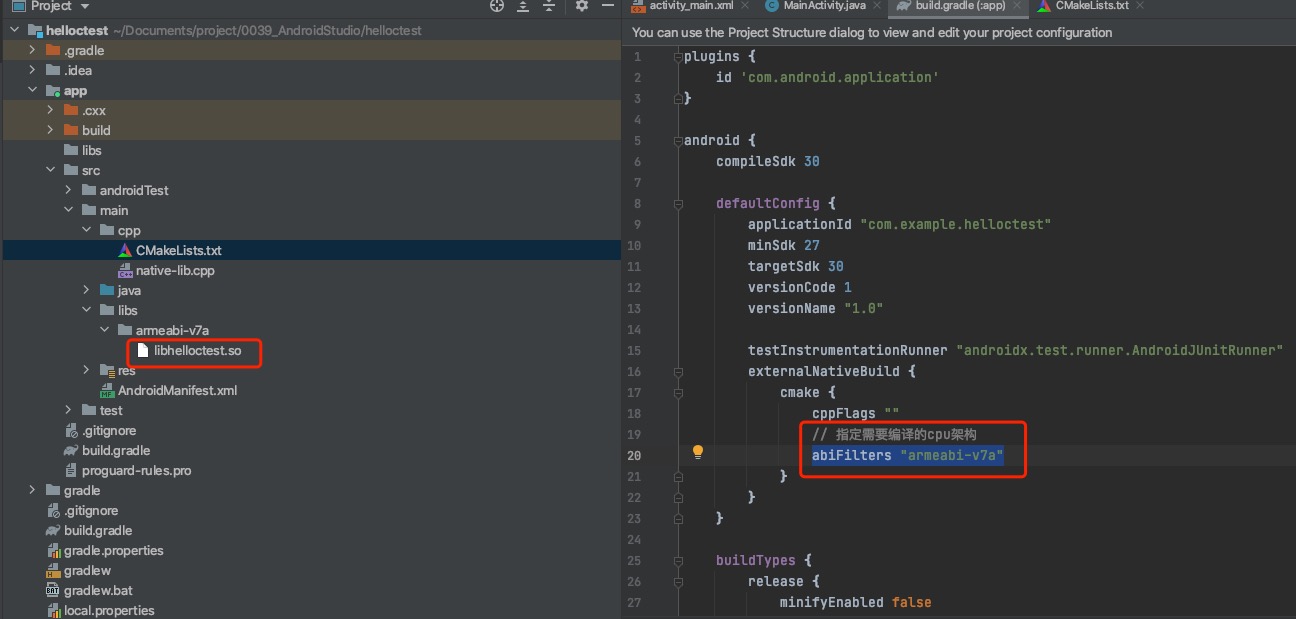 Project
helloctest ~/Documents/project/0039_AndroidStudio/helloctest
.gradle
.idea
app
.cxx
build
libs
src
androidTest
main
cpp
CMakeLists.txt
native-lib.cpp
java
libs
armeabi-v7a
libhelloctest.so
res
AndroidManifest.xml
test
.gitignore
build.gradle
proguard-rules.pro
gradle
.gitignore
build.gradle
gradle.properties
gradlew
gradlew.bat
local.properties
activity_main.xml MainActivity.java build.gradle (:app) CMakeLists.txt
You can use the Project Structure dialog to view and edit your project configuration
1 plugins {
2 id 'com.android.application'
3 }
4
5 android {
6 compileSdk 30
7
8 defaultConfig {
9 applicationId "com.example.helloctest"
10 minSdk 27
11 targetSdk 30
12 versionCode 1
13 versionName "1.0"
14
15 testInstrumentationRunner "androidx.test.runner.AndroidJUnitRunner"
16 externalNativeBuild {
17 cmake {
18 cppFlags ""
19 // 指定需要编译的cpu架构
20 abiFilters "armeabi-v7a"
21 }
22 }
23 }
24
25 buildTypes {
26 release {
27 minifyEnabled false